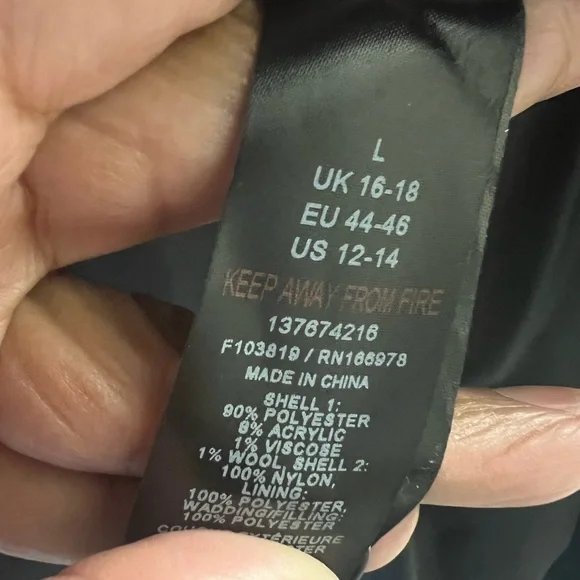 L
UK 16-18
EU 44-46
US 12-14
KEEP AWAY FROM FIRE
137674216
F103819 / RN166978
MADE IN CHINA
SHELL 1:
90% POLYESTER
8% ACRYLIC
1% VISCOSE
1% WOOL, SHELL 2:
100% NYLON,
LINING:
100% POLYESTER,
WADDING/FILLING:
100% POLYESTER
EXTÉRIEURE